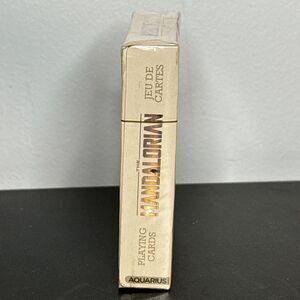 PLAYING
CARDS
THE
MANDALORIAN
JEU DE
CARTES
AQUARIUS